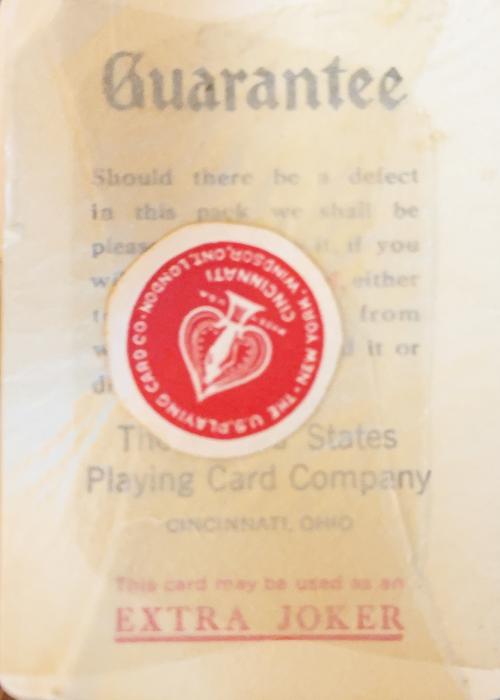 Guarantee
Should there be a defect
in this pack we shall be
it, if you
either
from
it or
The States
Playing Card Company
CINCINNATI, OHIO
This card may be used as an
EXTRA JOKER
THE U.S. PLAYING CARD CO. LONDON
YORK. WINDSOR, ONT. LONDON
CINCINNATI
U.S.A.